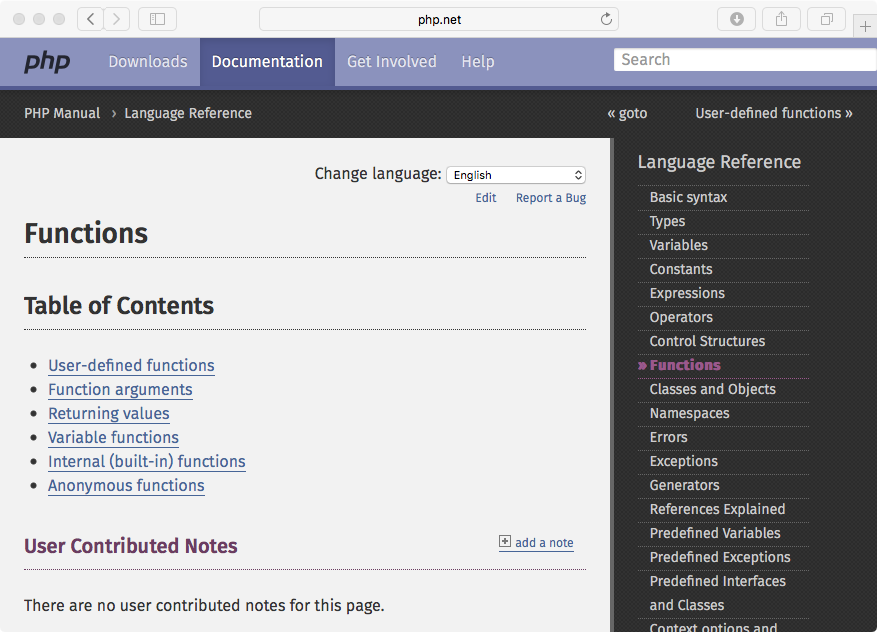 php.net
php Downloads Documentation Get Involved Help Search
PHP Manual › Language Reference « goto User-defined functions »
Change language: English
Edit Report a Bug
Functions
Table of Contents
• User-defined functions
• Function arguments
• Returning values
• Variable functions
• Internal (built-in) functions
• Anonymous functions
User Contributed Notes
add a note
There are no user contributed notes for this page.
Language Reference
Basic syntax
Types
Variables
Constants
Expressions
Operators
Control Structures
» Functions
Classes and Objects
Namespaces
Errors
Exceptions
Generators
References Explained
Predefined Variables
Predefined Exceptions
Predefined Interfaces
and Classes
Context options and